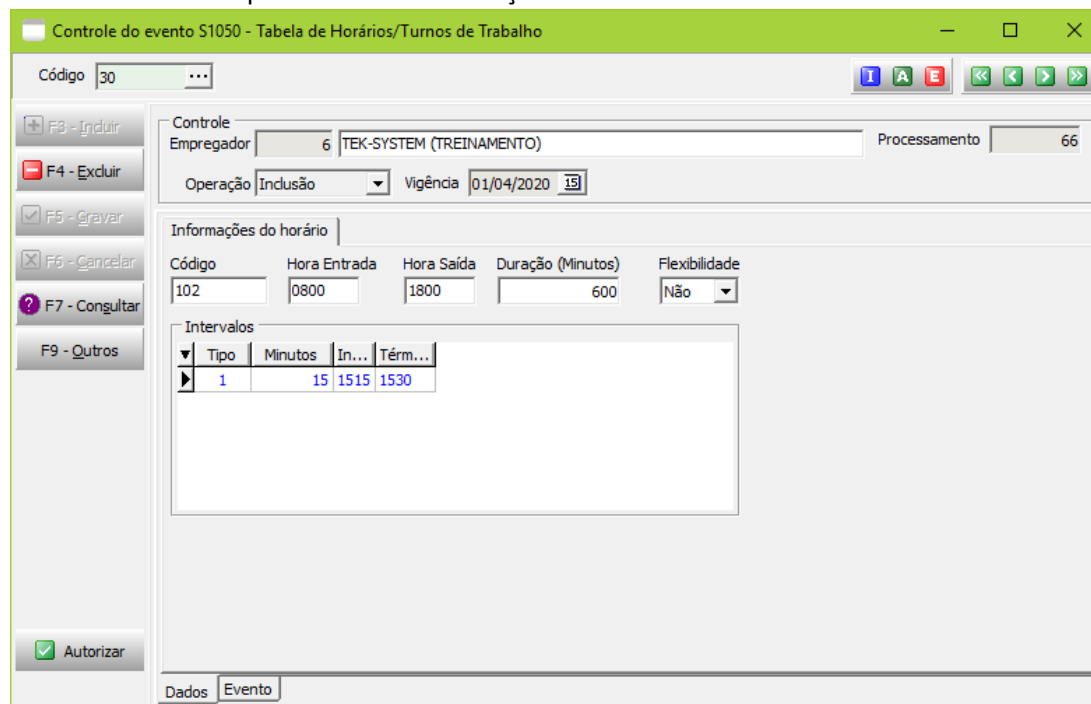 Controle do evento S1050 - Tabela de Horários/Turnos de Trabalho
Código 30 ...
I A E
F3 - Incluir
F4 - Excluir
F5 - Gravar
F6 - Cancelar
F7 - Consultar
F9 - Outros
Autorizar
Controle
Empregador 6 TEK-SYSTEM (TREINAMENTO) Processamento 66
Operação Inclusão Vigência 01/04/2020 15
Informações do horário
Código Hora Entrada Hora Saída Duração (Minutos) Flexibilidade
102 0800 1800 600 Não
Intervalos
Tipo Minutos In... Térm...
1 15 1515 1530
Dados Evento